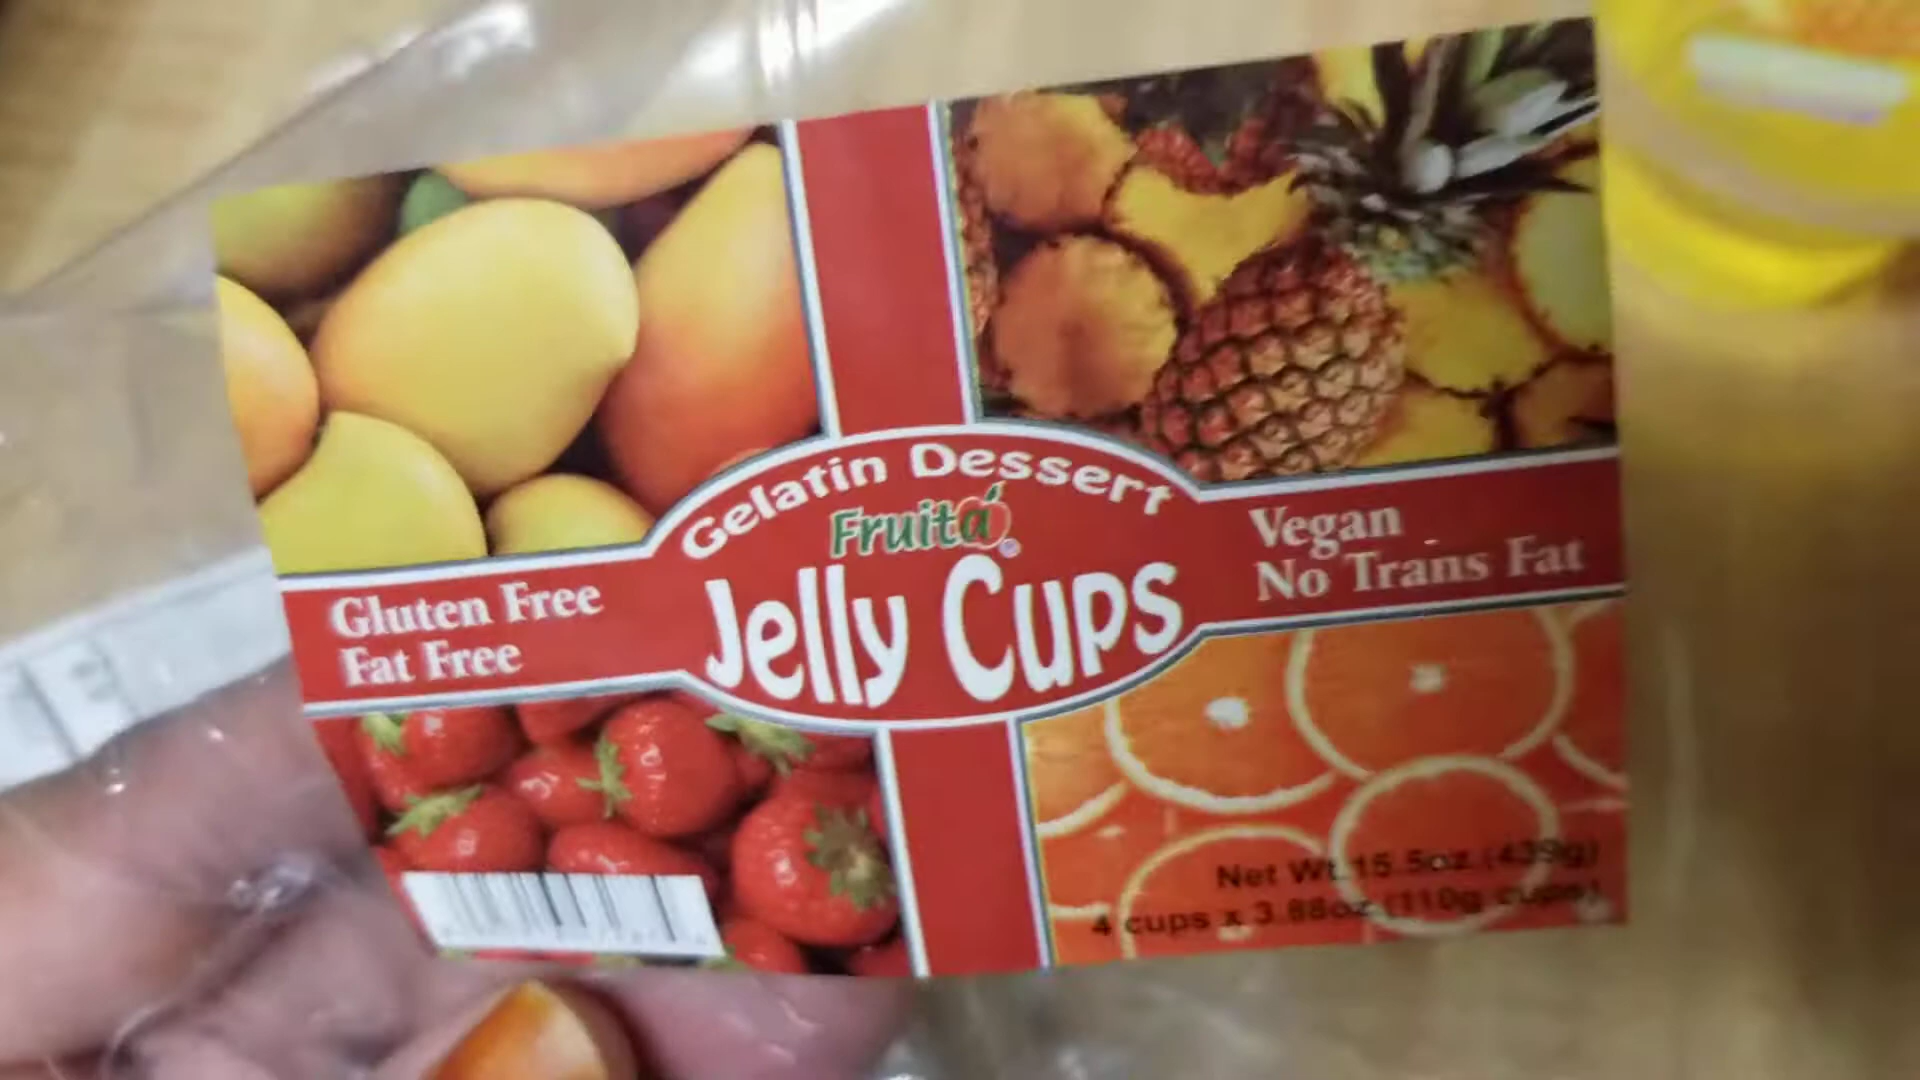 Gelatin Dessert
Fruita
Jelly Cups
Gluten Free
Fat Free
Vegan
No Trans Fat
Net Wt 15.5oz (439g)
4 cups x 3.88oz (110g cups)